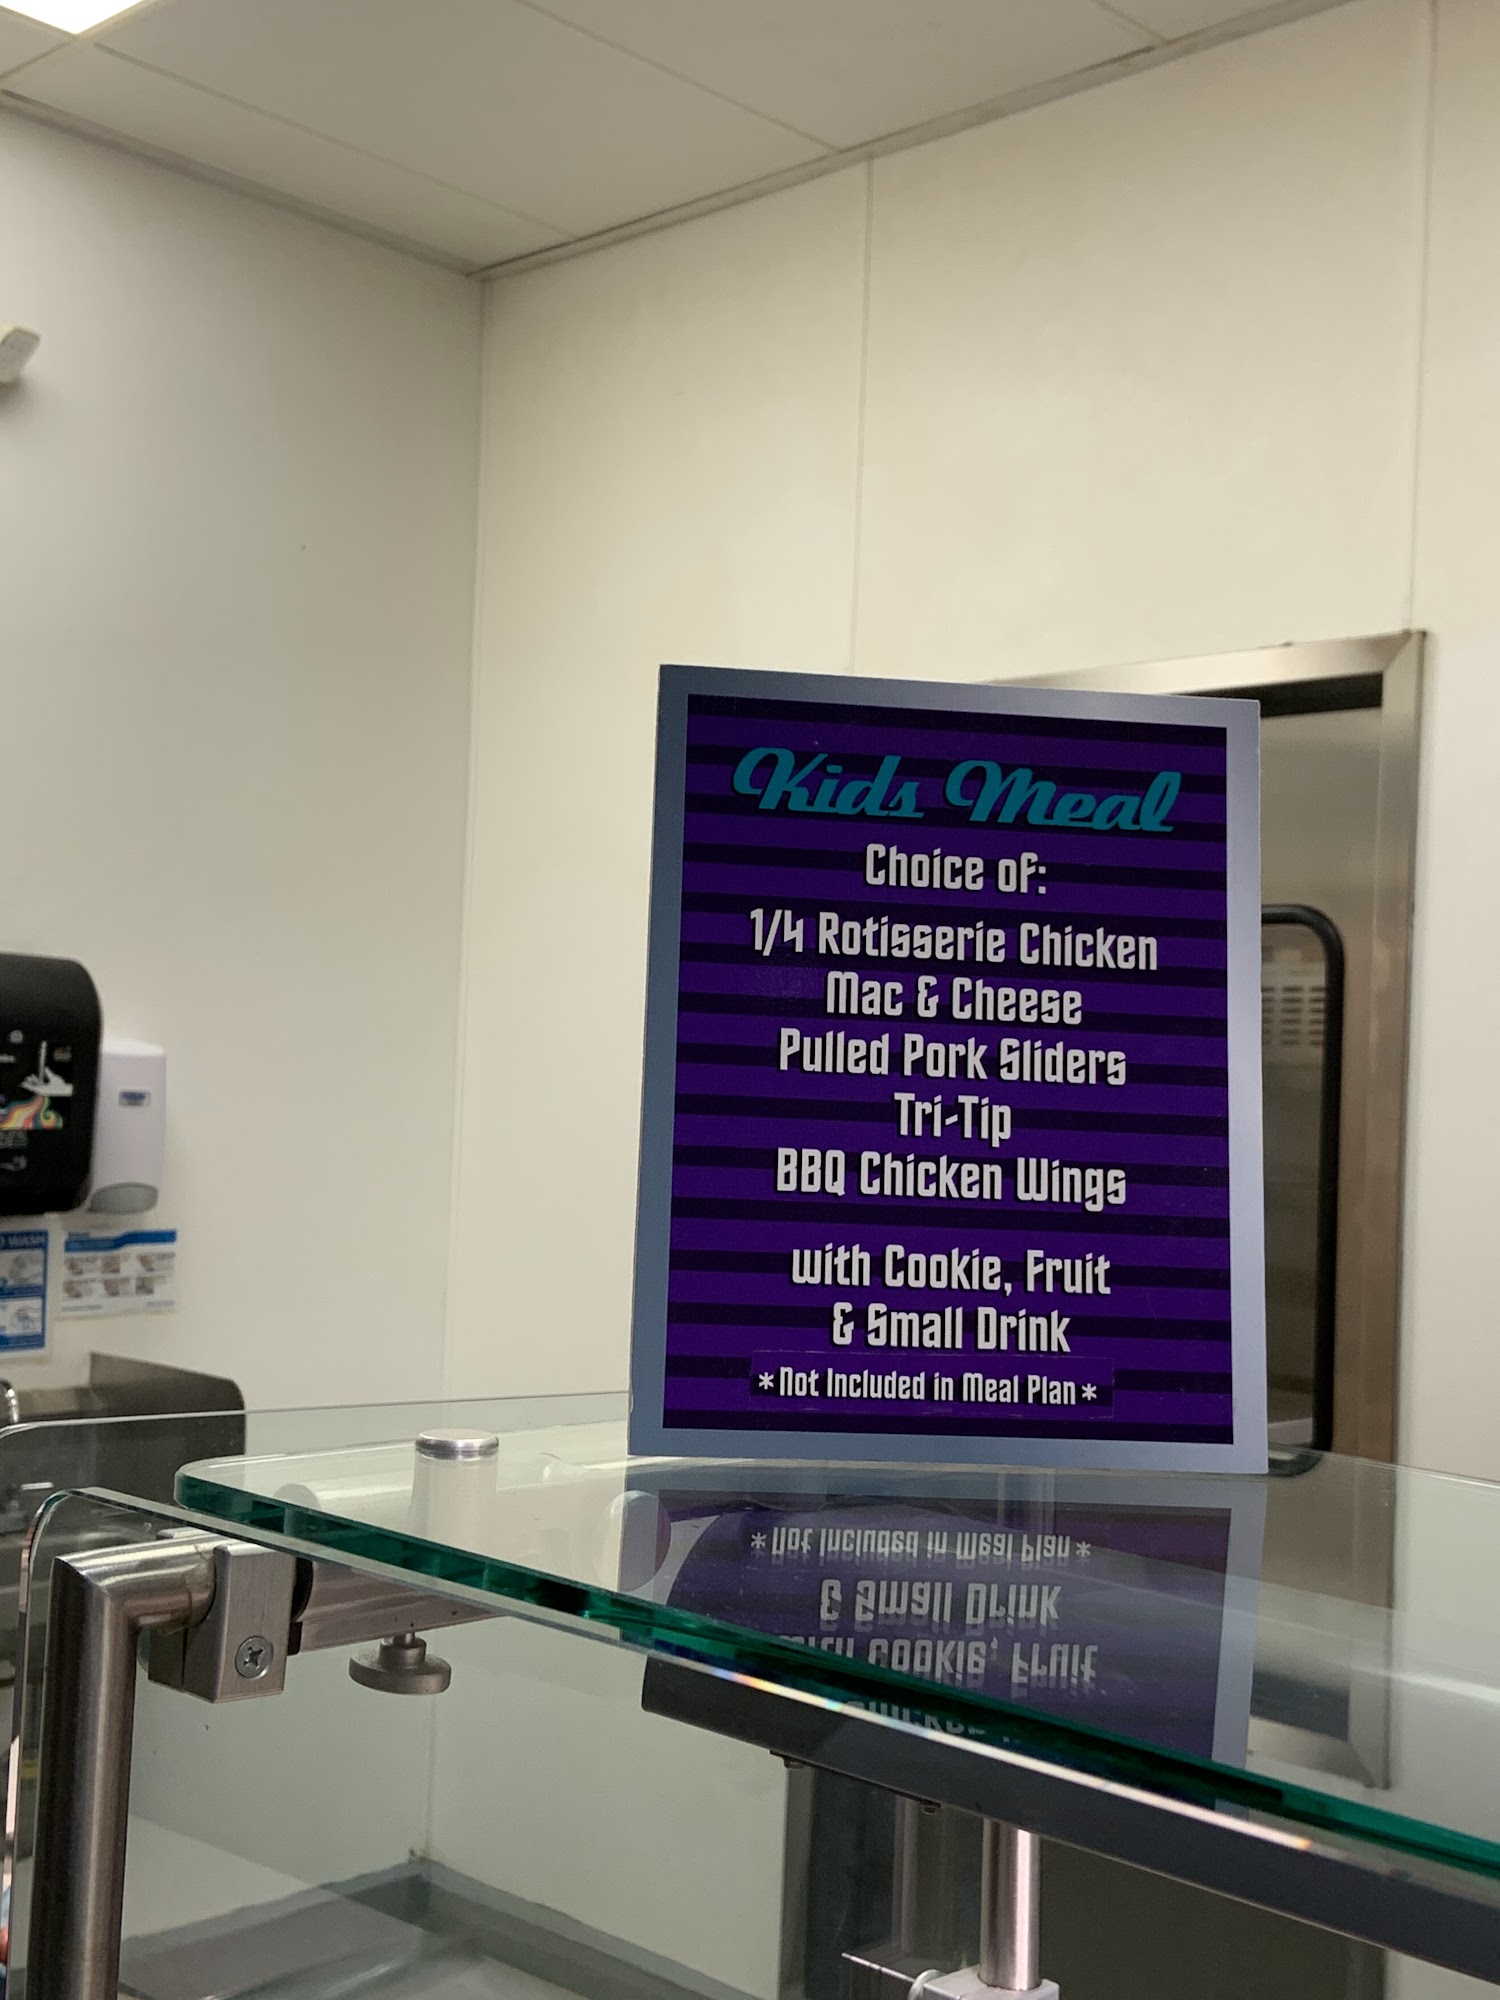 Kids Meal
Choice of:
1/4 Rotisserie Chicken
Mac & Cheese
Pulled Pork Sliders
Tri-Tip
BBQ Chicken Wings
with Cookie, Fruit
& Small Drink
*Not Included in Meal Plan*